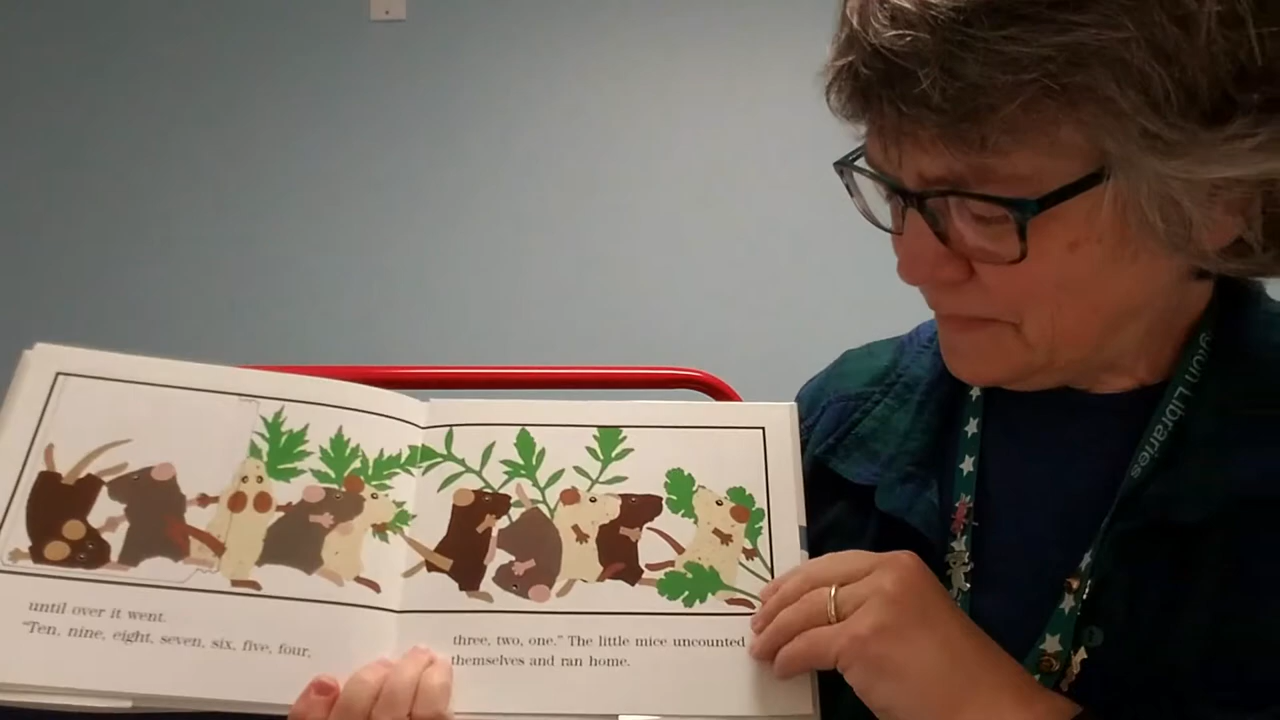 until over it went.
"Ten, nine, eight, seven, six, five, four,
three, two, one." The little mice uncounted
themselves and ran home.
Libraries